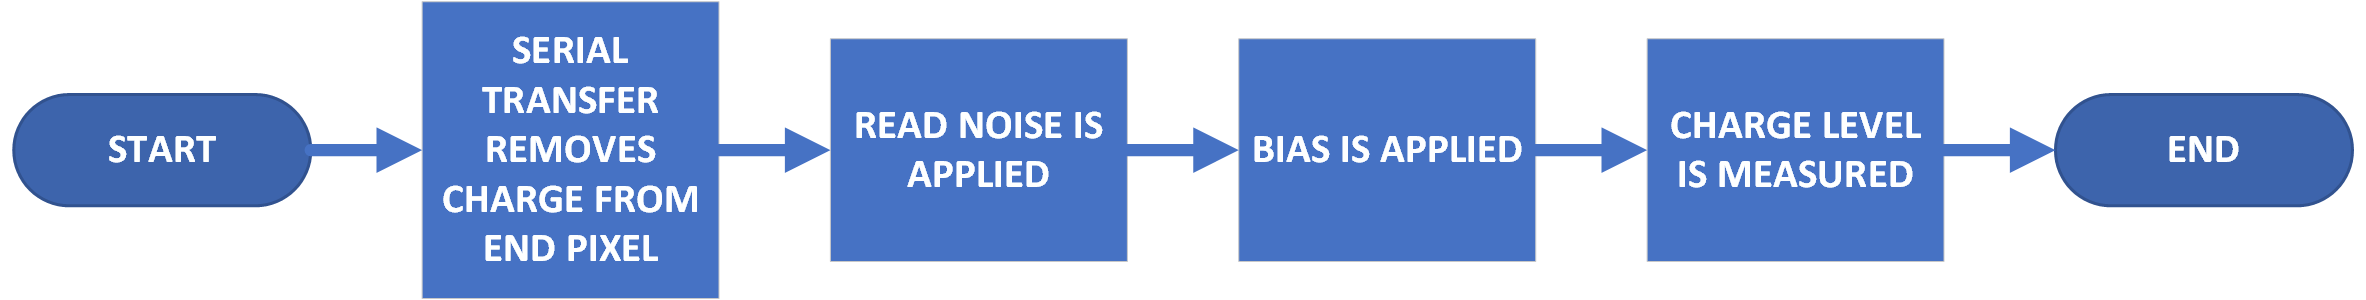 START
SERIAL
TRANSFER
REMOVES
CHARGE FROM
END PIXEL
READ NOISE IS
APPLIED
BIAS IS APPLIED
CHARGE LEVEL
IS MEASURED
END